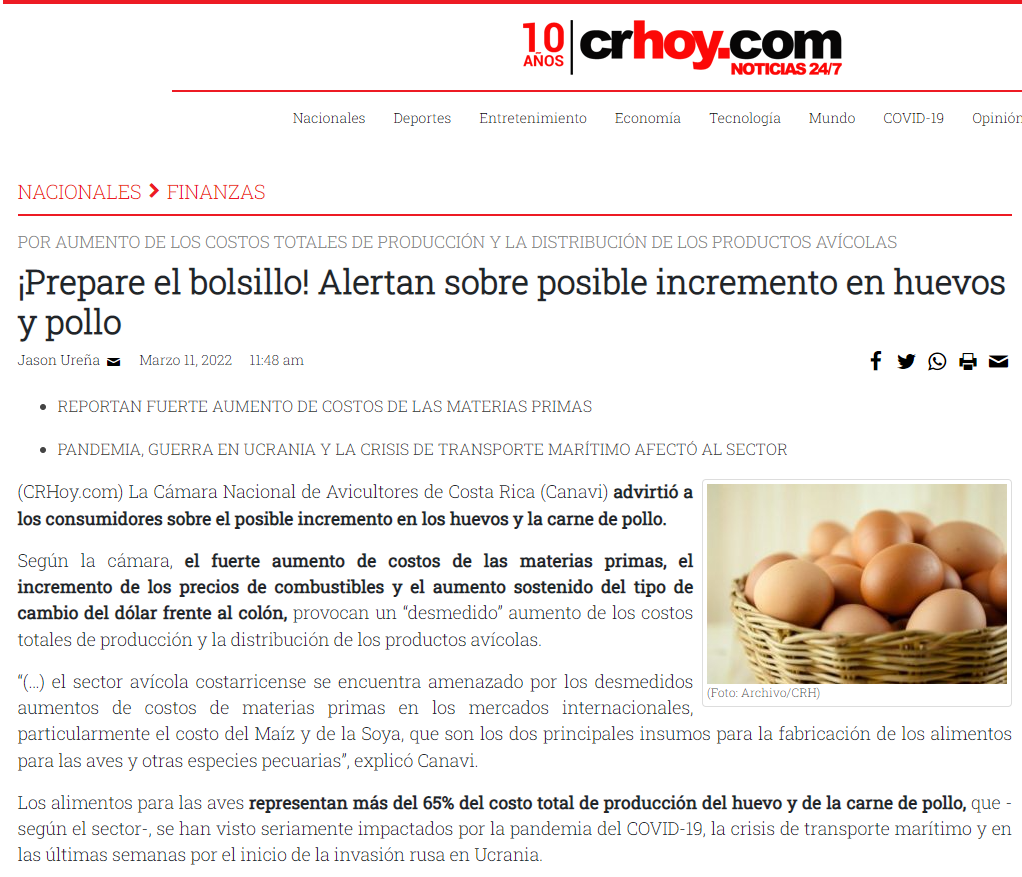 10
AÑOS
crhoy.com
NOTICIAS 24/7
Nacionales Deportes Entretenimiento Economía Tecnología Mundo COVID-19 Opinión
NACIONALES > FINANZAS
POR AUMENTO DE LOS COSTOS TOTALES DE PRODUCCIÓN Y LA DISTRIBUCIÓN DE LOS PRODUCTOS AVÍCOLAS
¡Prepare el bolsillo! Alertan sobre posible incremento en huevos
y pollo
Jason Ureña Marzo 11, 2022 11:48 am
• REPORTAN FUERTE AUMENTO DE COSTOS DE LAS MATERIAS PRIMAS
• PANDEMIA, GUERRA EN UCRANIA Y LA CRISIS DE TRANSPORTE MARÍTIMO AFECTÓ AL SECTOR
(CRHoy.com) La Cámara Nacional de Avicultores de Costa Rica (Canavi) advirtió a
los consumidores sobre el posible incremento en los huevos y la carne de pollo.
Según la cámara, el fuerte aumento de costos de las materias primas, el
incremento de los precios de combustibles y el aumento sostenido del tipo de
cambio del dólar frente al colón, provocan un “desmedido” aumento de los costos
totales de producción y la distribución de los productos avícolas.
“(…) el sector avícola costarricense se encuentra amenazado por los desmedidos
aumentos de costos de materias primas en los mercados internacionales,
(Foto: Archivo/CRH)
particularmente el costo del Maíz y de la Soya, que son los dos principales insumos para la fabricación de los alimentos
para las aves y otras especies pecuarias”, explicó Canavi.
Los alimentos para las aves representan más del 65% del costo total de producción del huevo y de la carne de pollo, que -
según el sector-, se han visto seriamente impactados por la pandemia del COVID-19, la crisis de transporte marítimo y en
las últimas semanas por el inicio de la invasión rusa en Ucrania.